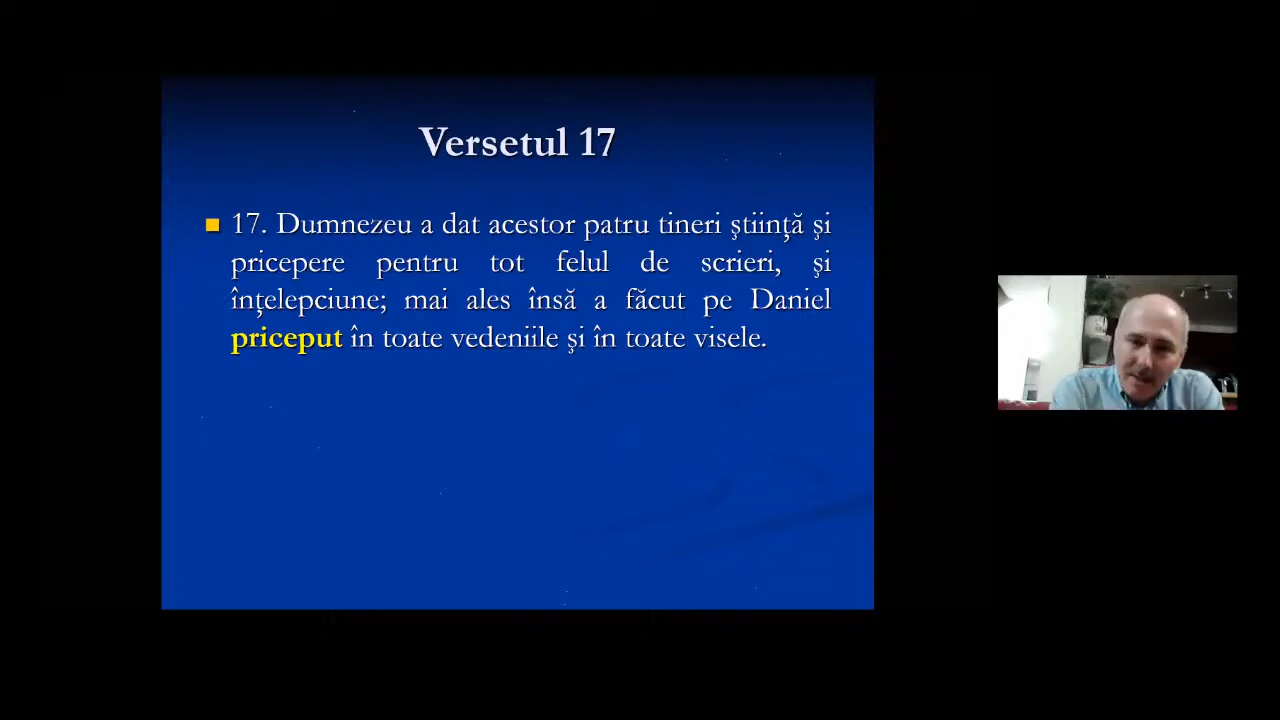 Versetul 17
17. Dumnezeu a dat acestor patru tineri ştiinţă şi
pricepere pentru tot felul de scrieri, şi
înţelepciune; mai ales însă a făcut pe Daniel
priceput în toate vedeniile şi în toate visele.